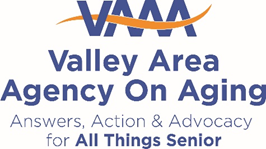 VAAA
Valley Area
Agency On Aging
Answers, Action & Advocacy
for All Things Senior